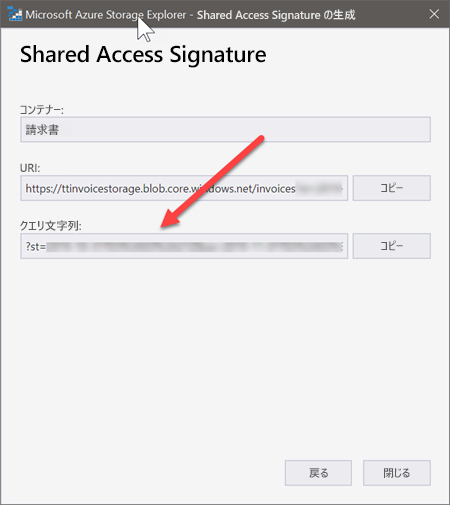 Microsoft Azure Storage Explorer - Shared Access Signature の生成
Shared Access Signature
コンテナー:
請求書
URI:
https://ttinvoicestorage.blob.core.windows.net/invoices
コピー
クエリ文字列:
?st=
コピー
戻る
閉じる